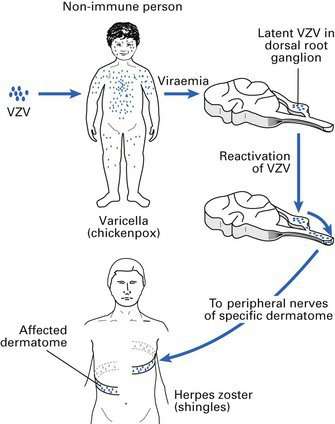 Non-immune person
VZV
Viraemia
Latent VZV in
dorsal root
ganglion
Varicella
(chickenpox)
Reactivation
of VZV
To peripheral nerves
of specific dermatome
Affected
dermatome
Herpes zoster
(shingles)